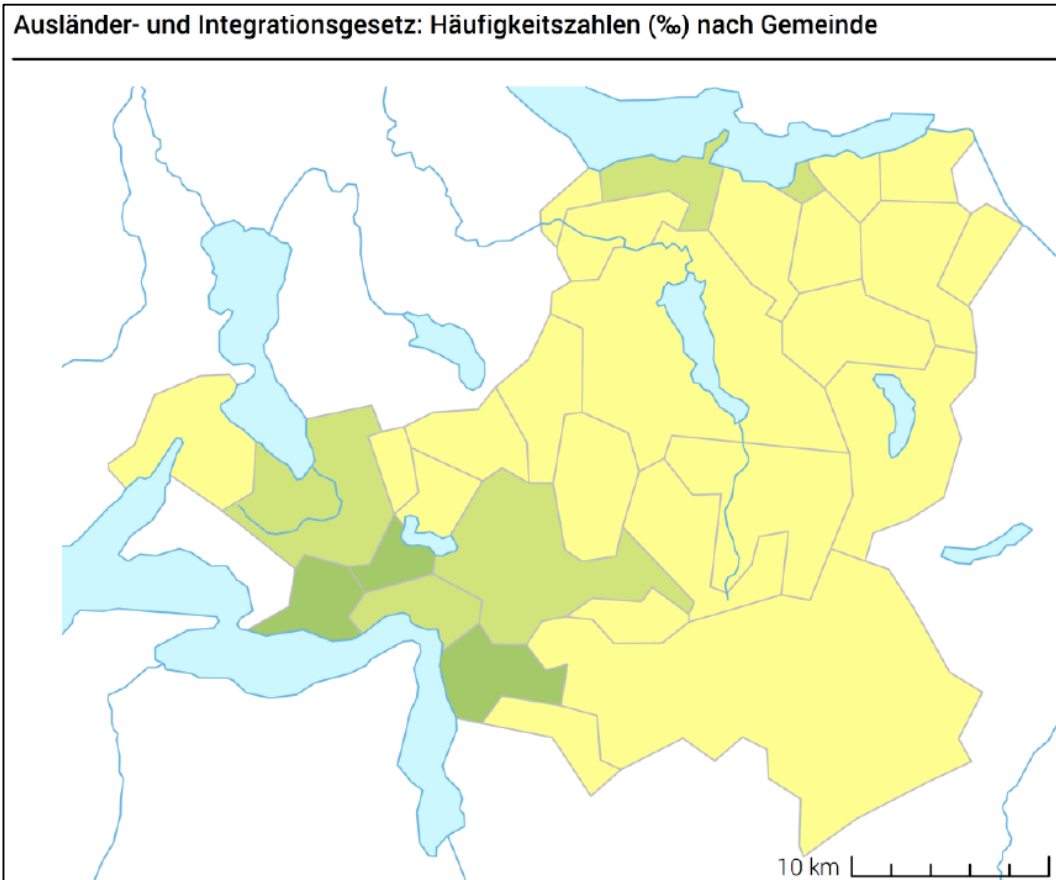 Ausländer- und Integrationsgesetz: Häufigkeitszahlen (‰) nach Gemeinde
10 km